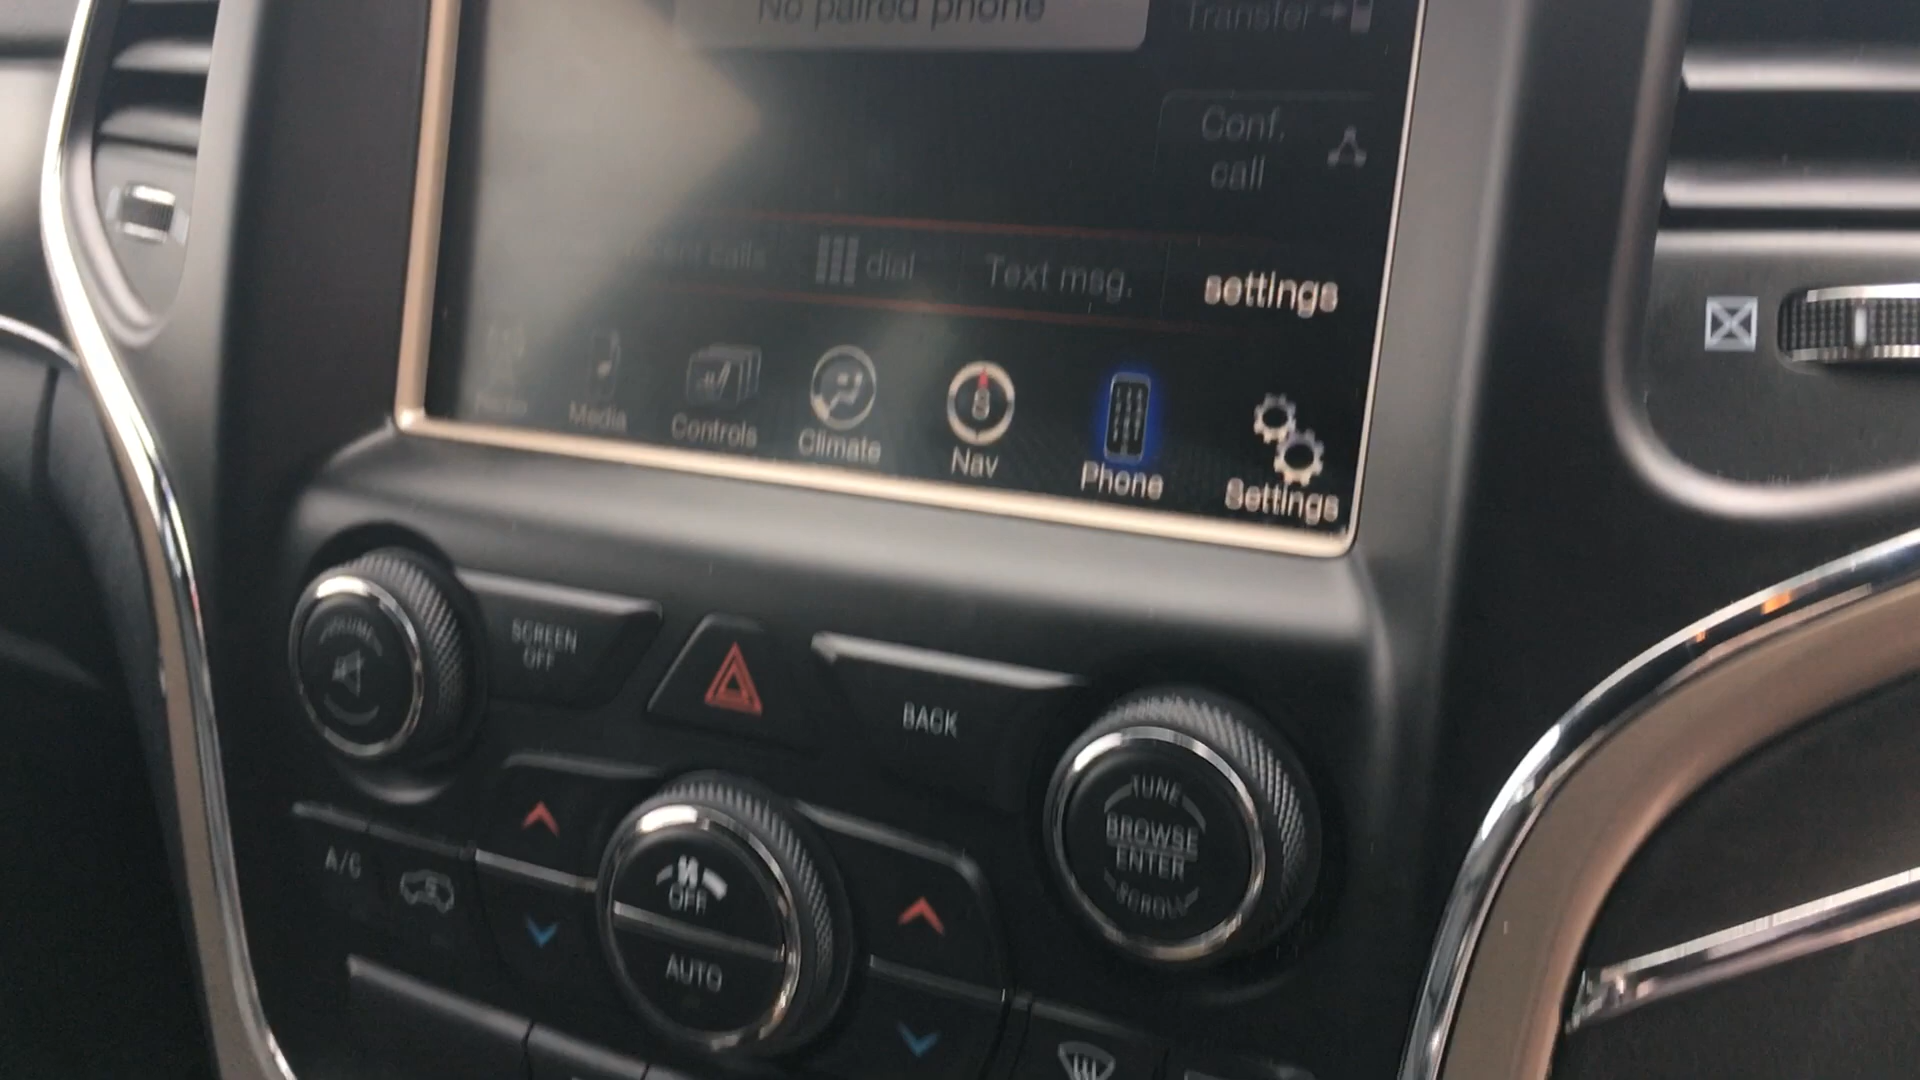 No paired phone
Transfer
Conf.
call
calls
dial
Text msg.
settings
Media
Controls
Climate
S
Nav
Phone
Settings
VOLUME
SCREEN
OFF
BACK
TUNE
BROWSE
ENTER
SCROLL
A/C
OFF
AUTO